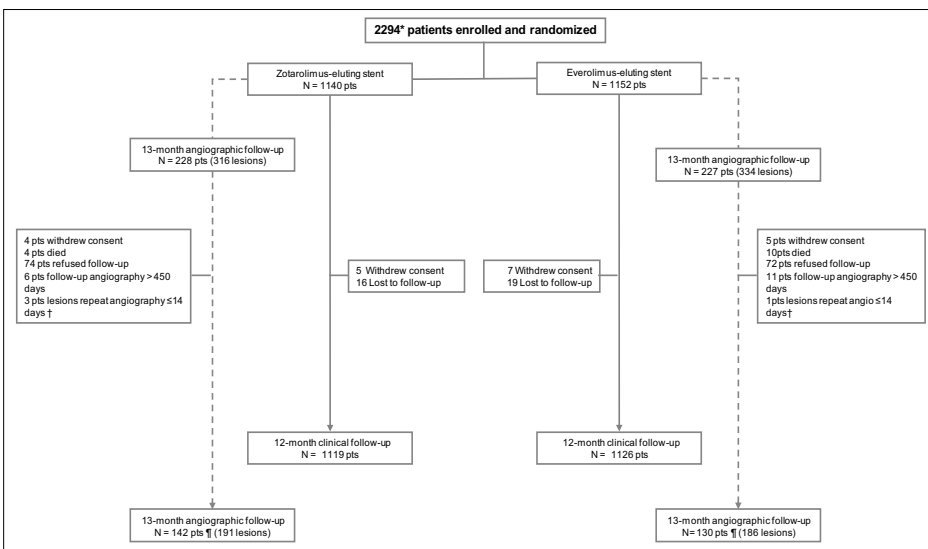 2294* patients enrolled and randomized
Zotarolimus-eluting stent
N = 1140 pts
Everolimus-eluting stent
N = 1152 pts
13-month angiographic follow-up
N = 228 pts (316 lesions)
13-month angiographic follow-up
N = 227 pts (334 lesions)
4 pts withdrew consent
4 pts died
74 pts refused follow-up
6 pts follow-up angiography > 450
days
3 pts lesions repeat angiography ≤14
days †
5 Withdrew consent
16 Lost to follow-up
7 Withdrew consent
19 Lost to follow-up
5 pts withdrew consent
10pts died
72 pts refused follow-up
11 pts follow-up angiography > 450
days
1pts lesions repeat angio ≤14
days†
12-month clinical follow-up
N = 1119 pts
12-month clinical follow-up
N = 1126 pts
13-month angiographic follow-up
N = 142 pts ¶ (191 lesions)
13-month angiographic follow-up
N= 130 pts ¶ (186 lesions)